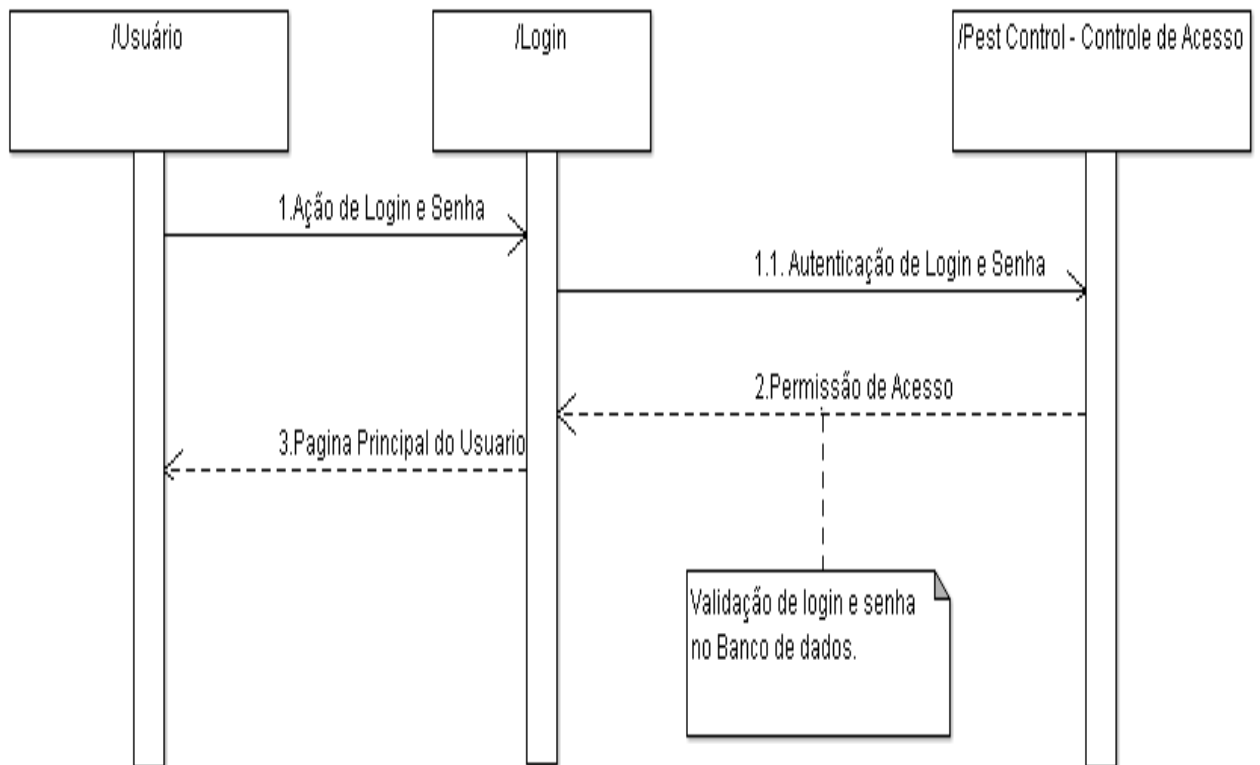 /Usuário
/Login
/Pest Control - Controle de Acesso
1.Ação de Login e Senha
1.1. Autenticação de Login e Senha
2.Permissão de Acesso
3.Pagina Principal do Usuario
Validação de login e senha
no Banco de dados.